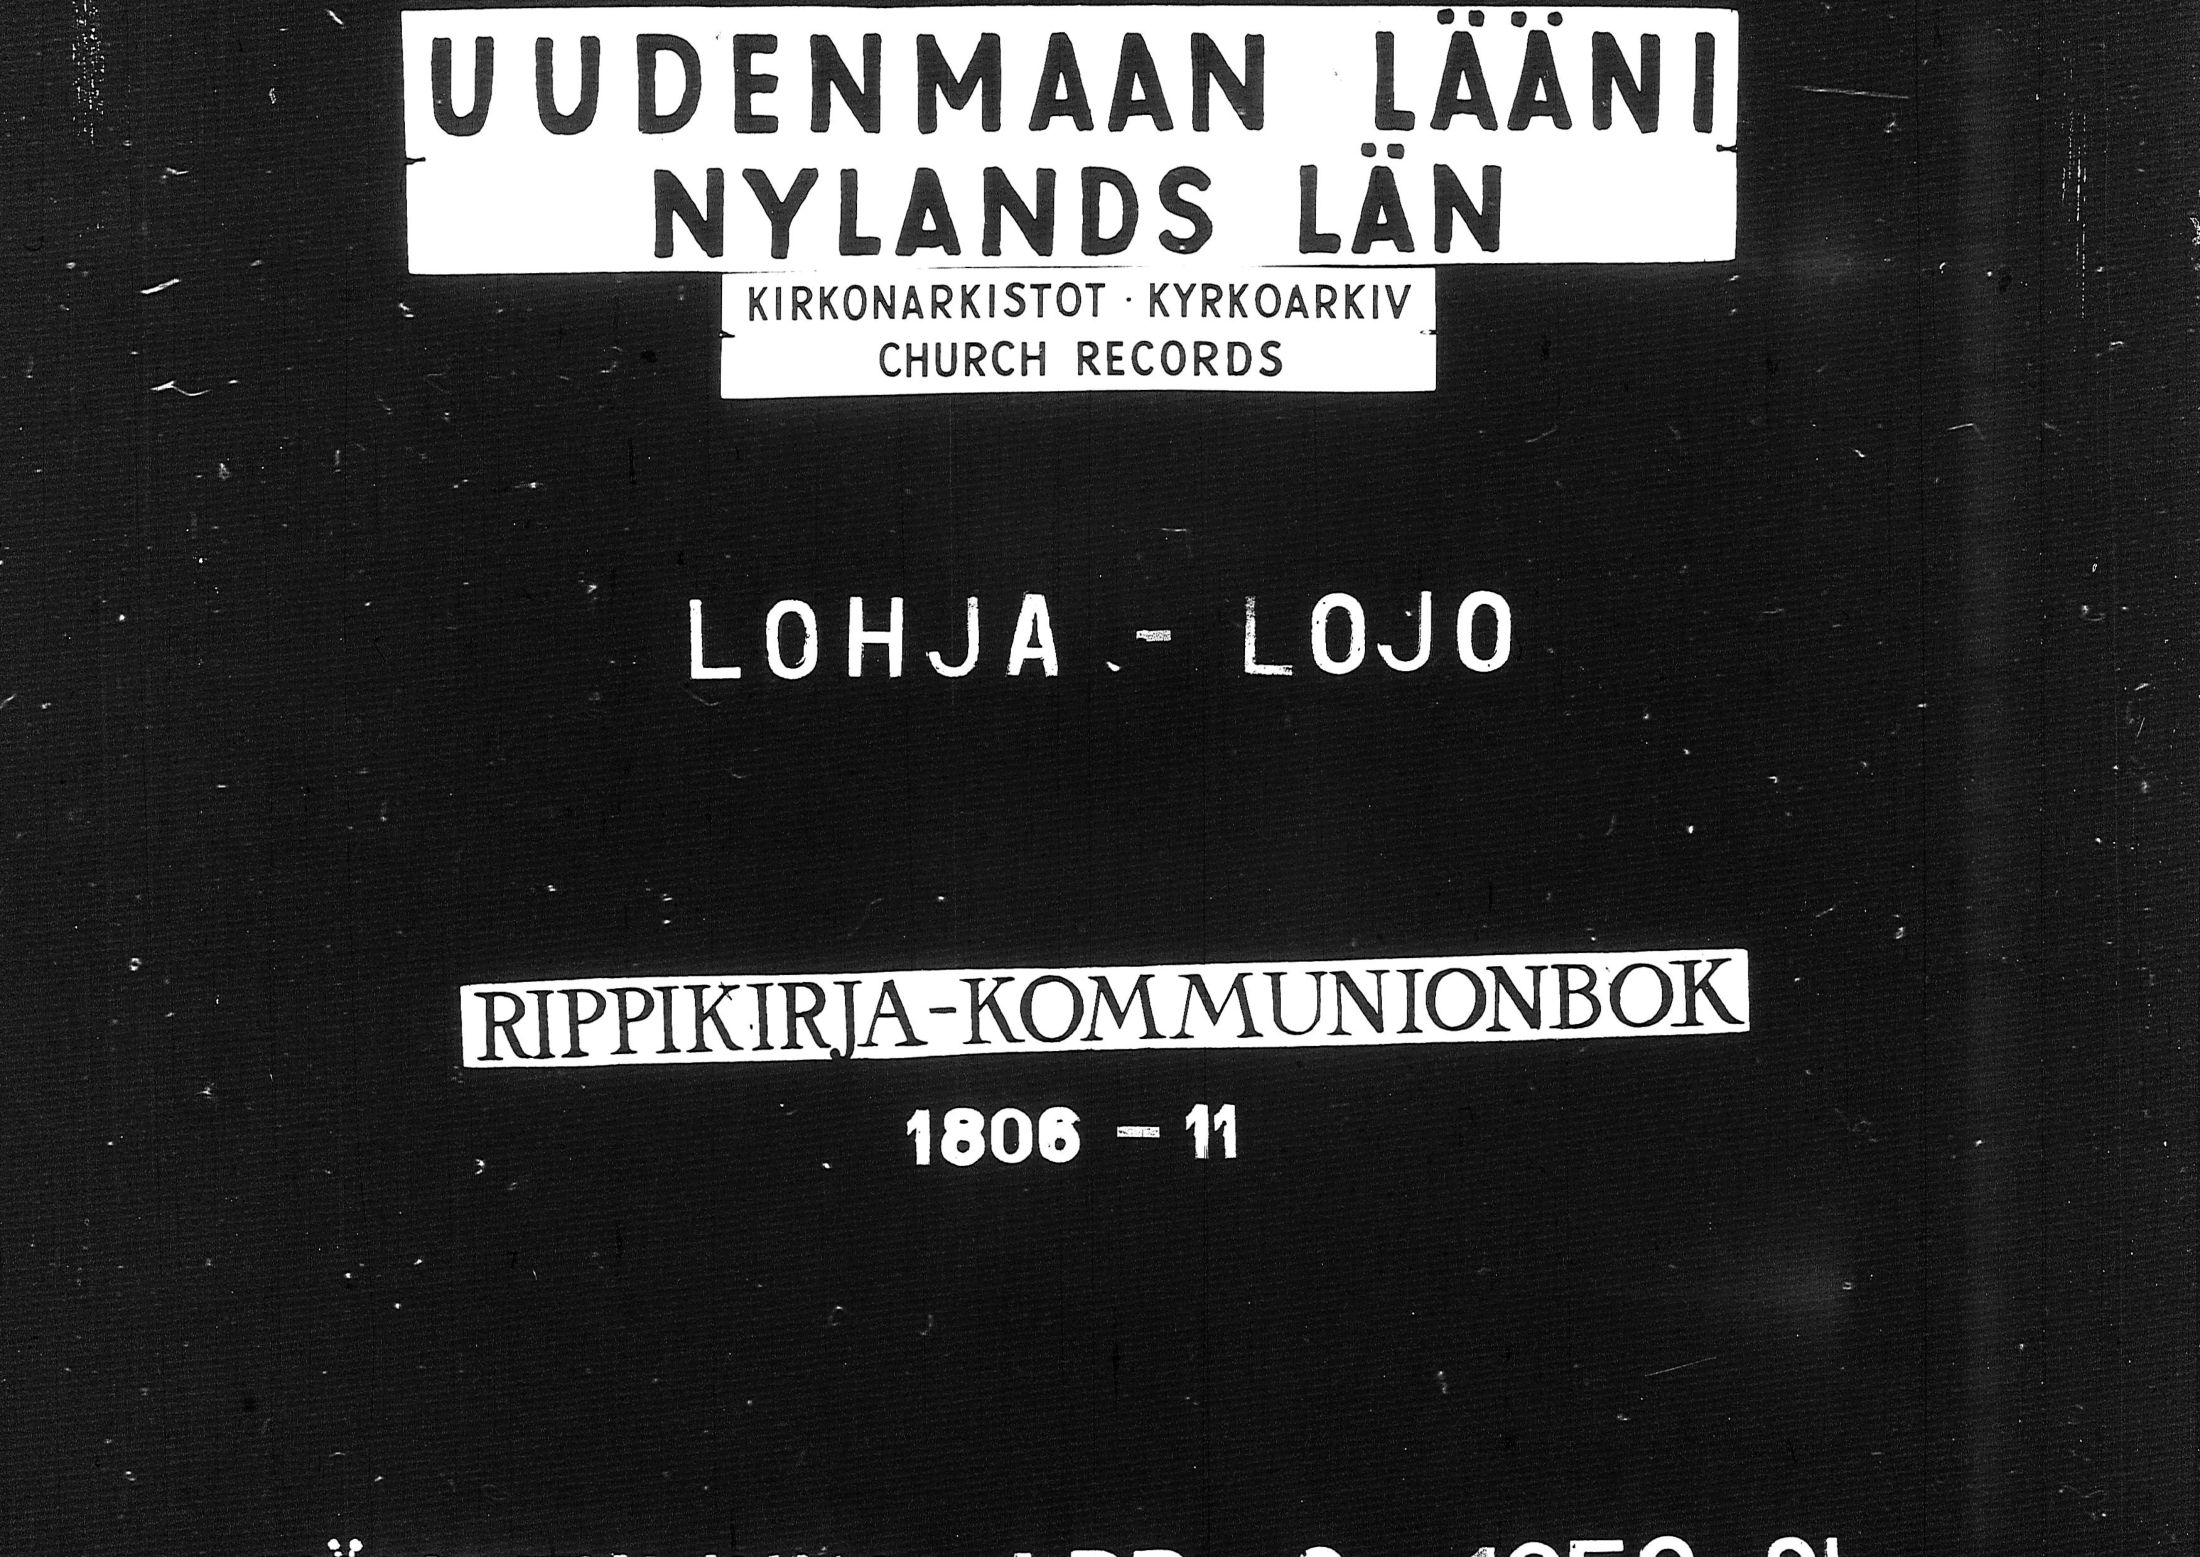 UUDENMAAN LÄÄNI
NYLANDS LÄN
KIRKONARKISTOT · KYRKOARKIV
CHURCH RECORDS
LOHJA - LOJO
RIPPIKIRJA-KOMMUNIONBOK
1806 - 11